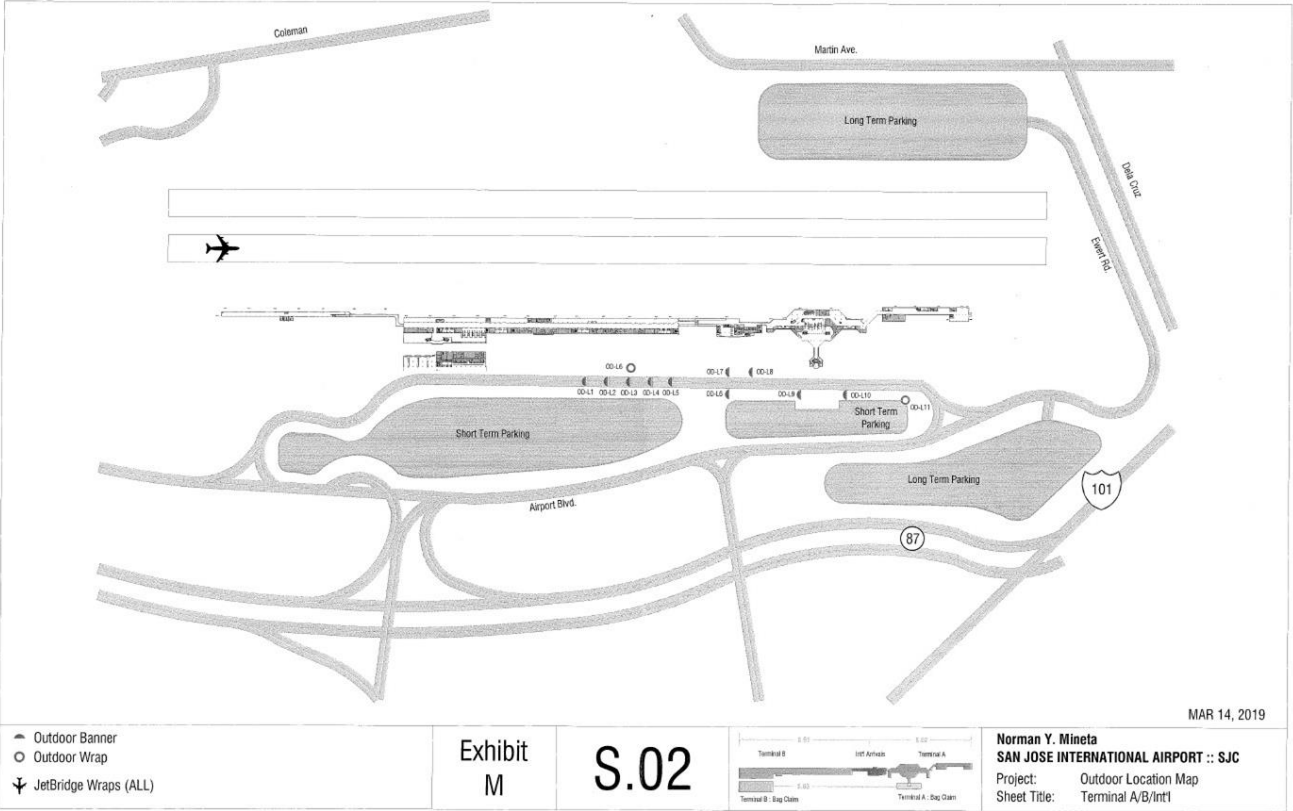 Coleman
Martin Ave.
Long Term Parking
Dela Cruz
Ewert Rd.
OD-L6
OD-L7
OD-L8
OD-L1
OD-L2
OD-L3
OD-L4
OD-L5
OD-L6
OD-L9
OD-L10
OD-L11
Short Term Parking
Short Term
Parking
Long Term Parking
101
Airport Blvd.
87
MAR 14, 2019
Outdoor Banner
Outdoor Wrap
JetBridge Wraps (ALL)
Exhibit
M
S.02
Terminal B
Int'l Arrivals
Terminal A
Terminal B : Bag Claim
Terminal A : Bag Claim
Norman Y. Mineta
SAN JOSE INTERNATIONAL AIRPORT :: SJC
Project: Outdoor Location Map
Sheet Title: Terminal A/B/Int'l